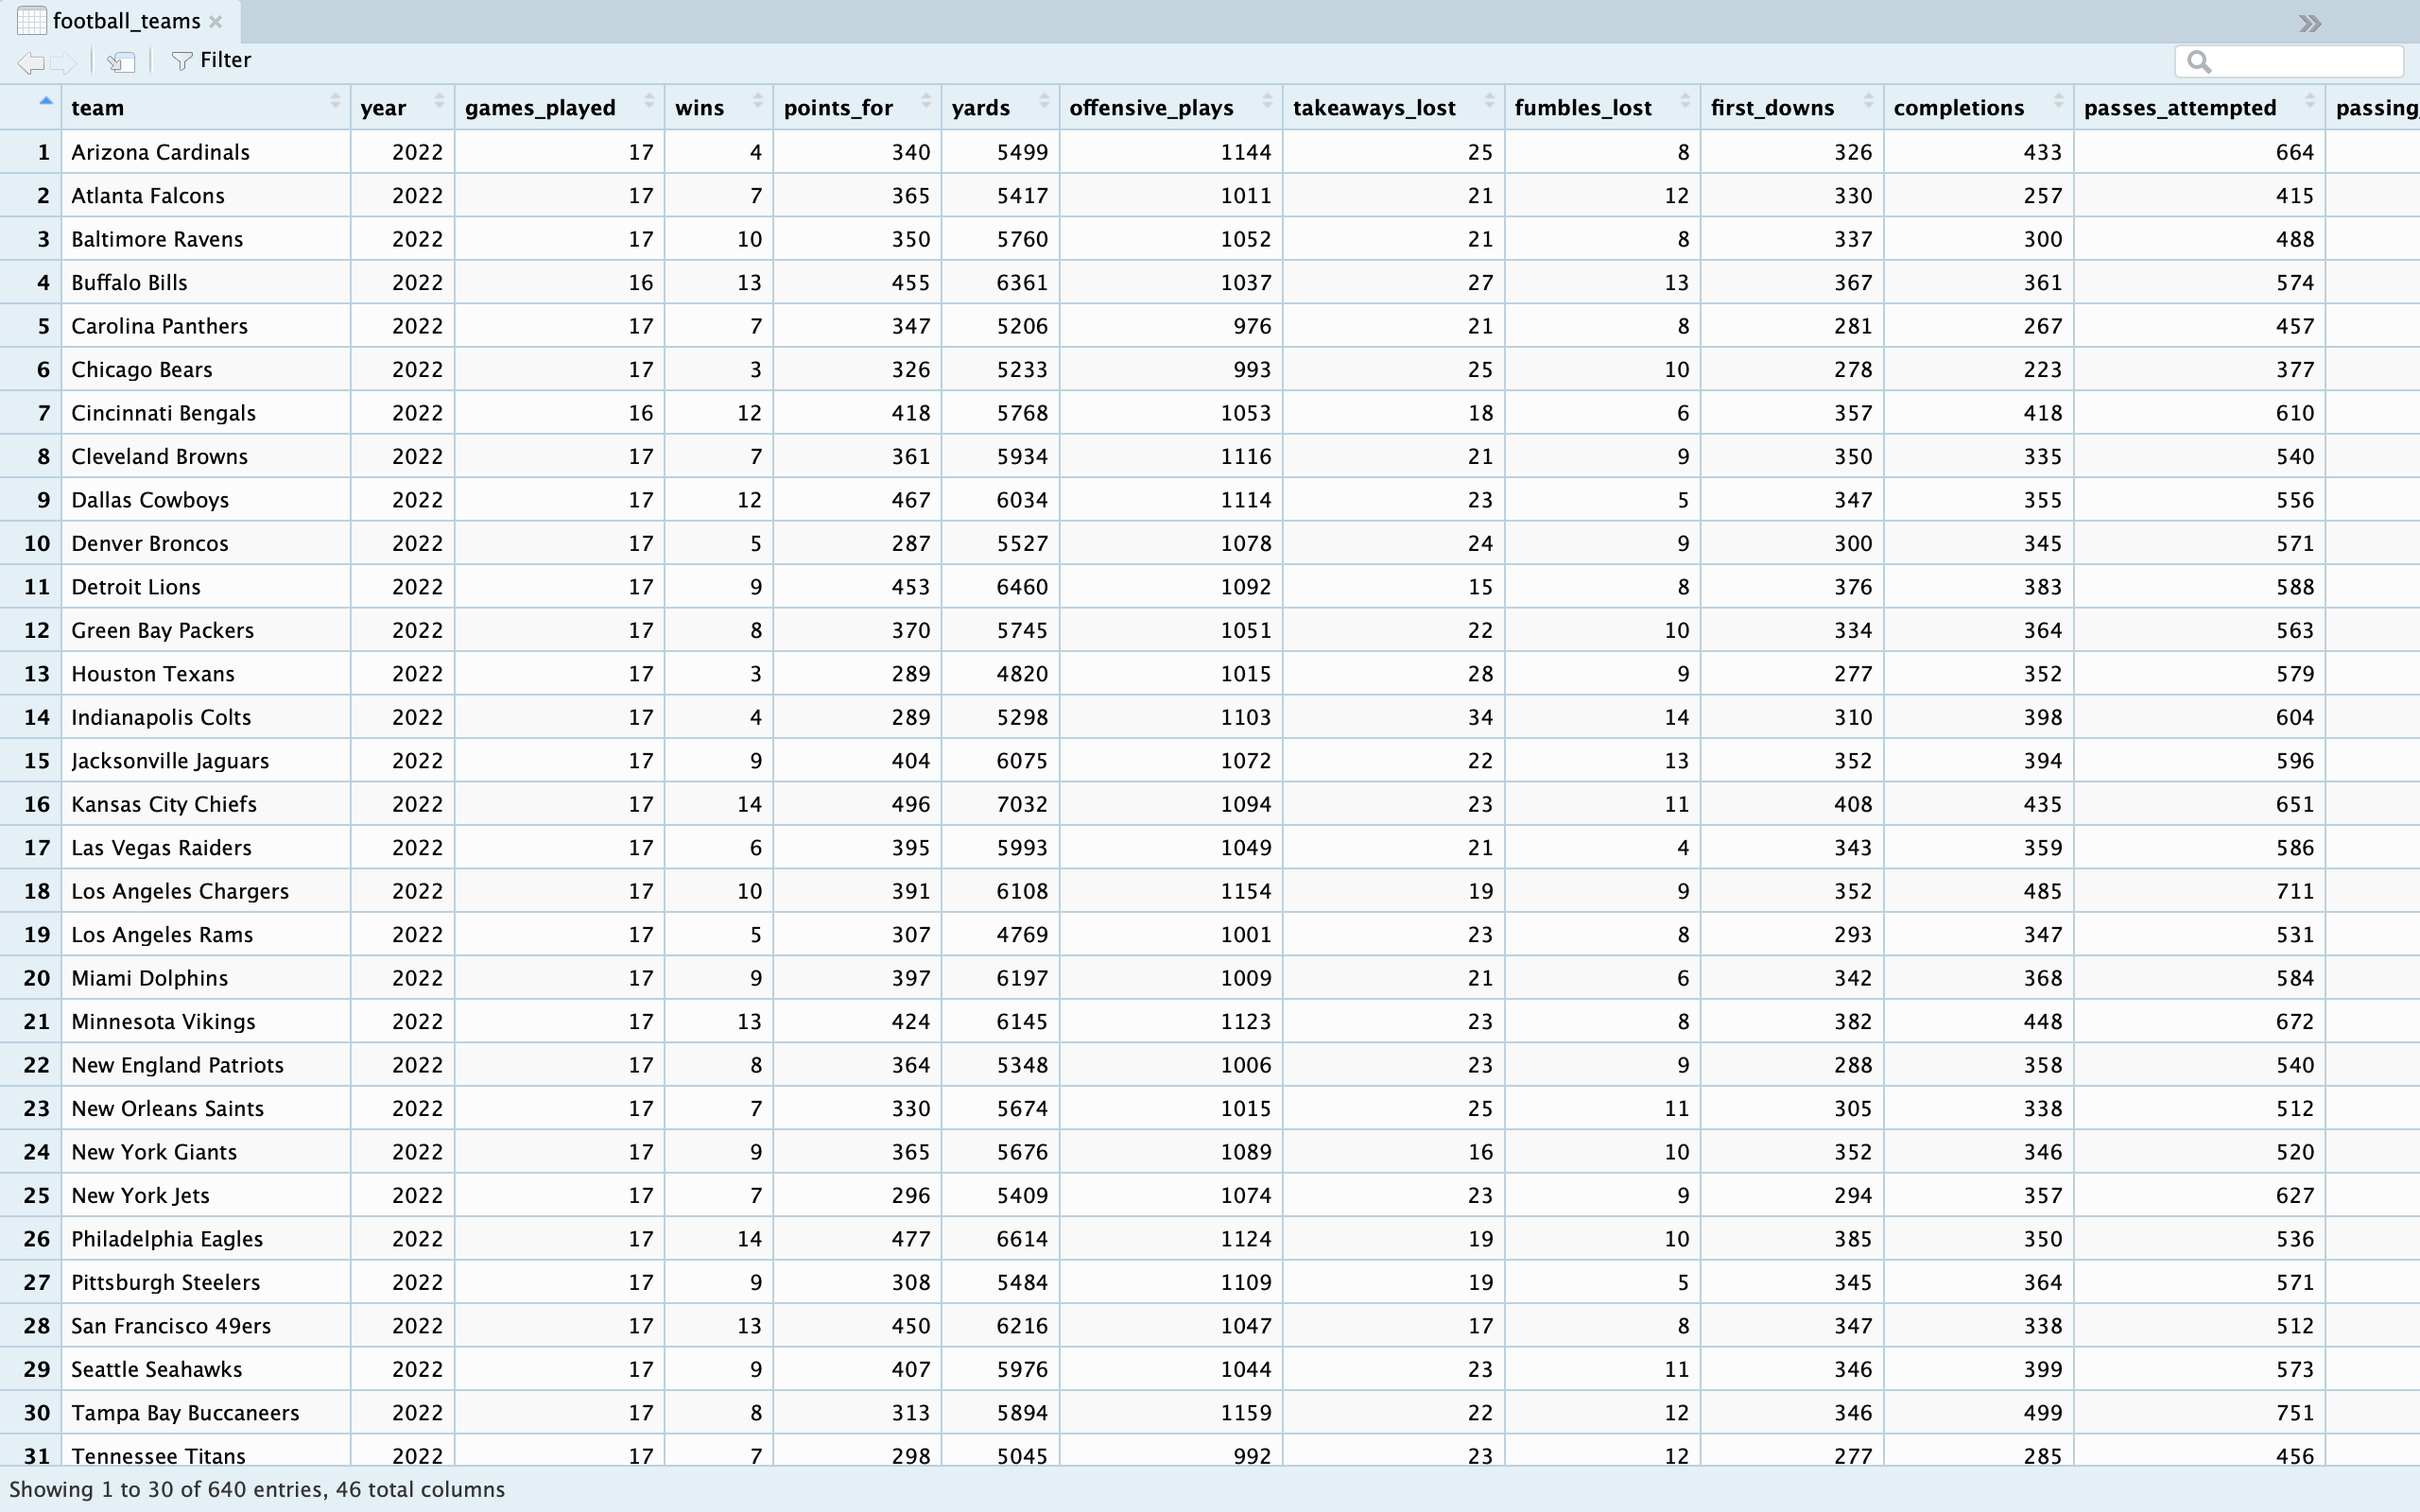 football_teams
Filter
team year games_played wins points_for yards offensive_plays takeaways_lost fumbles_lost first_downs completions passes_attempted passing_
1 Arizona Cardinals 2022 17 4 340 5499 1144 25 8 326 433 664
2 Atlanta Falcons 2022 17 7 365 5417 1011 21 12 330 257 415
3 Baltimore Ravens 2022 17 10 350 5760 1052 21 8 337 300 488
4 Buffalo Bills 2022 16 13 455 6361 1037 27 13 367 361 574
5 Carolina Panthers 2022 17 7 347 5206 976 21 8 281 267 457
6 Chicago Bears 2022 17 3 326 5233 993 25 10 278 223 377
7 Cincinnati Bengals 2022 16 12 418 5768 1053 18 6 357 418 610
8 Cleveland Browns 2022 17 7 361 5934 1116 21 9 350 335 540
9 Dallas Cowboys 2022 17 12 467 6034 1114 23 5 347 355 556
10 Denver Broncos 2022 17 5 287 5527 1078 24 9 300 345 571
11 Detroit Lions 2022 17 9 453 6460 1092 15 8 376 383 588
12 Green Bay Packers 2022 17 8 370 5745 1051 22 10 334 364 563
13 Houston Texans 2022 17 3 289 4820 1015 28 9 277 352 579
14 Indianapolis Colts 2022 17 4 289 5298 1103 34 14 310 398 604
15 Jacksonville Jaguars 2022 17 9 404 6075 1072 22 13 352 394 596
16 Kansas City Chiefs 2022 17 14 496 7032 1094 23 11 408 435 651
17 Las Vegas Raiders 2022 17 6 395 5993 1049 21 4 343 359 586
18 Los Angeles Chargers 2022 17 10 391 6108 1154 19 9 352 485 711
19 Los Angeles Rams 2022 17 5 307 4769 1001 23 8 293 347 531
20 Miami Dolphins 2022 17 9 397 6197 1009 21 6 342 368 584
21 Minnesota Vikings 2022 17 13 424 6145 1123 23 8 382 448 672
22 New England Patriots 2022 17 8 364 5348 1006 23 9 288 358 540
23 New Orleans Saints 2022 17 7 330 5674 1015 25 11 305 338 512
24 New York Giants 2022 17 9 365 5676 1089 16 10 352 346 520
25 New York Jets 2022 17 7 296 5409 1074 23 9 294 357 627
26 Philadelphia Eagles 2022 17 14 477 6614 1124 19 10 385 350 536
27 Pittsburgh Steelers 2022 17 9 308 5484 1109 19 5 345 364 571
28 San Francisco 49ers 2022 17 13 450 6216 1047 17 8 347 338 512
29 Seattle Seahawks 2022 17 9 407 5976 1044 23 11 346 399 573
30 Tampa Bay Buccaneers 2022 17 8 313 5894 1159 22 12 346 499 751
31 Tennessee Titans 2022 17 7 298 5045 992 23 12 277 285 456
Showing 1 to 30 of 640 entries, 46 total columns